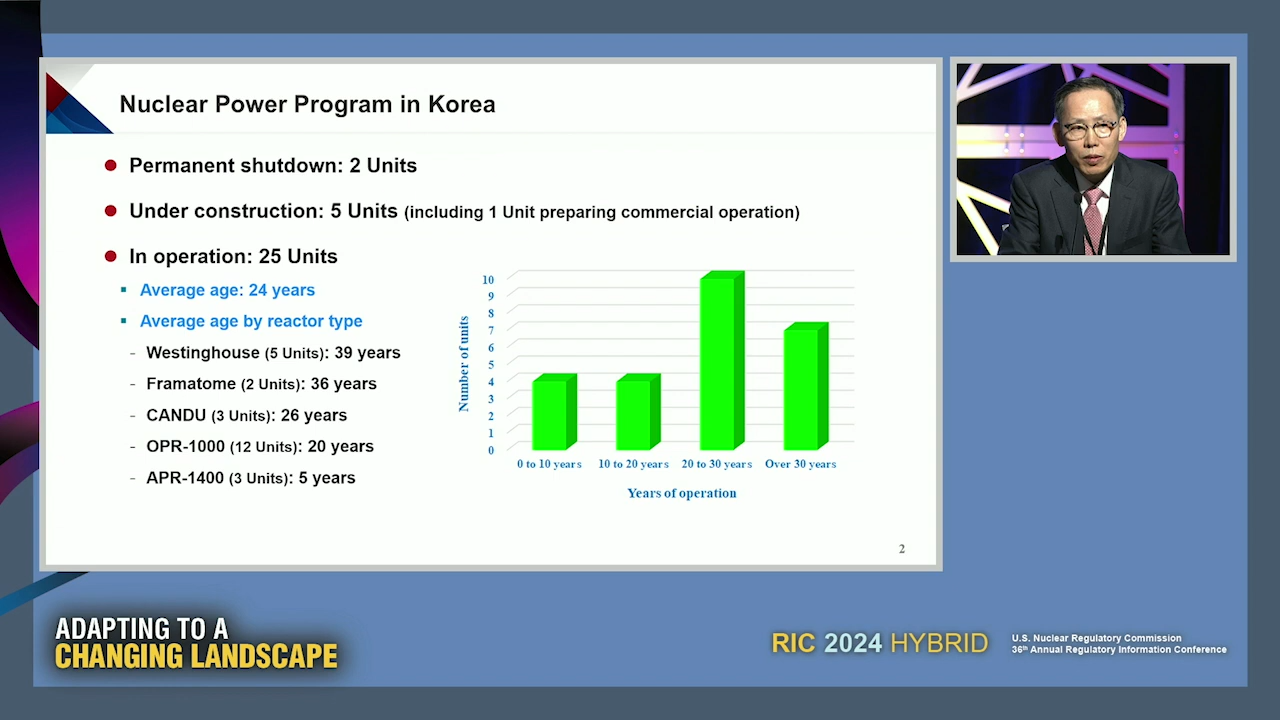 Nuclear Power Program in Korea
Permanent shutdown: 2 Units
Under construction: 5 Units (including 1 Unit preparing commercial operation)
In operation: 25 Units
Average age: 24 years
Average age by reactor type
- Westinghouse (5 Units): 39 years
- Framatome (2 Units): 36 years
- CANDU (3 Units): 26 years
- OPR-1000 (12 Units): 20 years
- APR-1400 (3 Units): 5 years
Number of units
10
9
8
7
6
5
4
3
2
1
0
0 to 10 years 10 to 20 years 20 to 30 years Over 30 years
Years of operation
2
ADAPTING TO A
CHANGING LANDSCAPE
RIC 2024 HYBRID
U.S. Nuclear Regulatory Commission
36th Annual Regulatory Information Conference